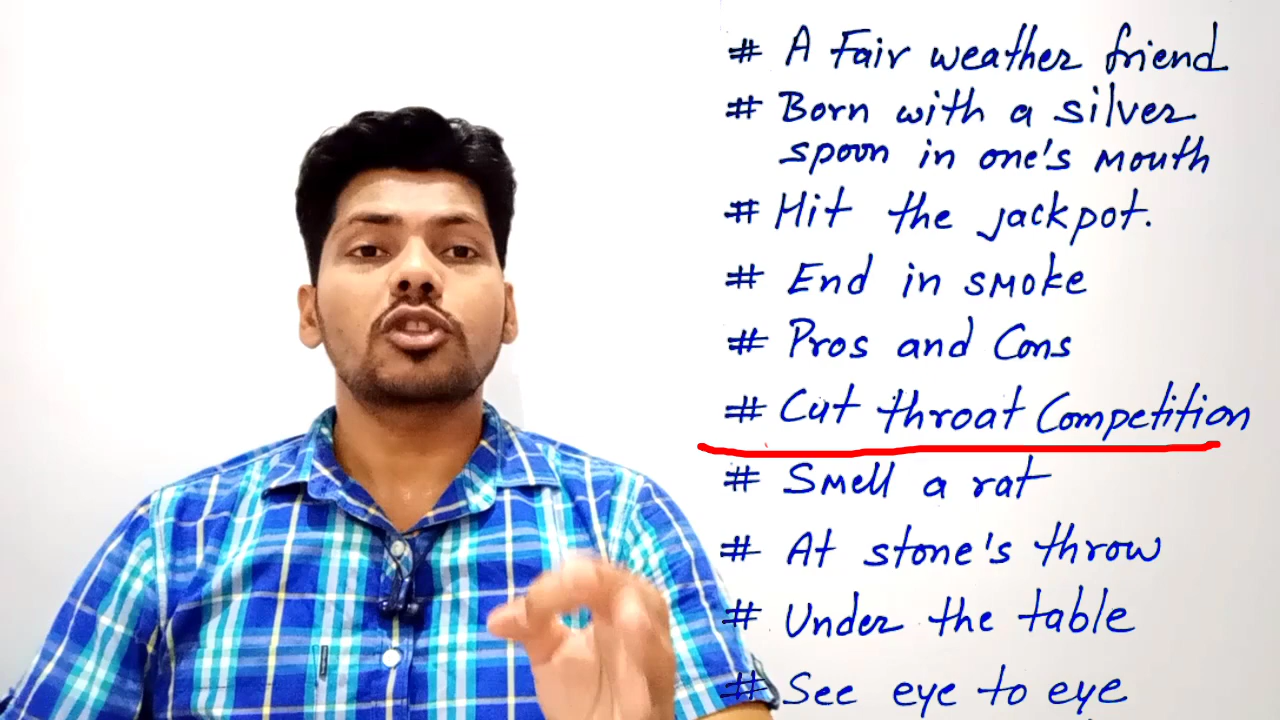 # A Fair weather friend
# Born with a silver
spoon in one's mouth
# Hit the jackpot.
# End in smoke
# Pros and Cons
# Cut throat Competition
# Smell a rat
# At stone's throw
# Under the table
# See eye to eye